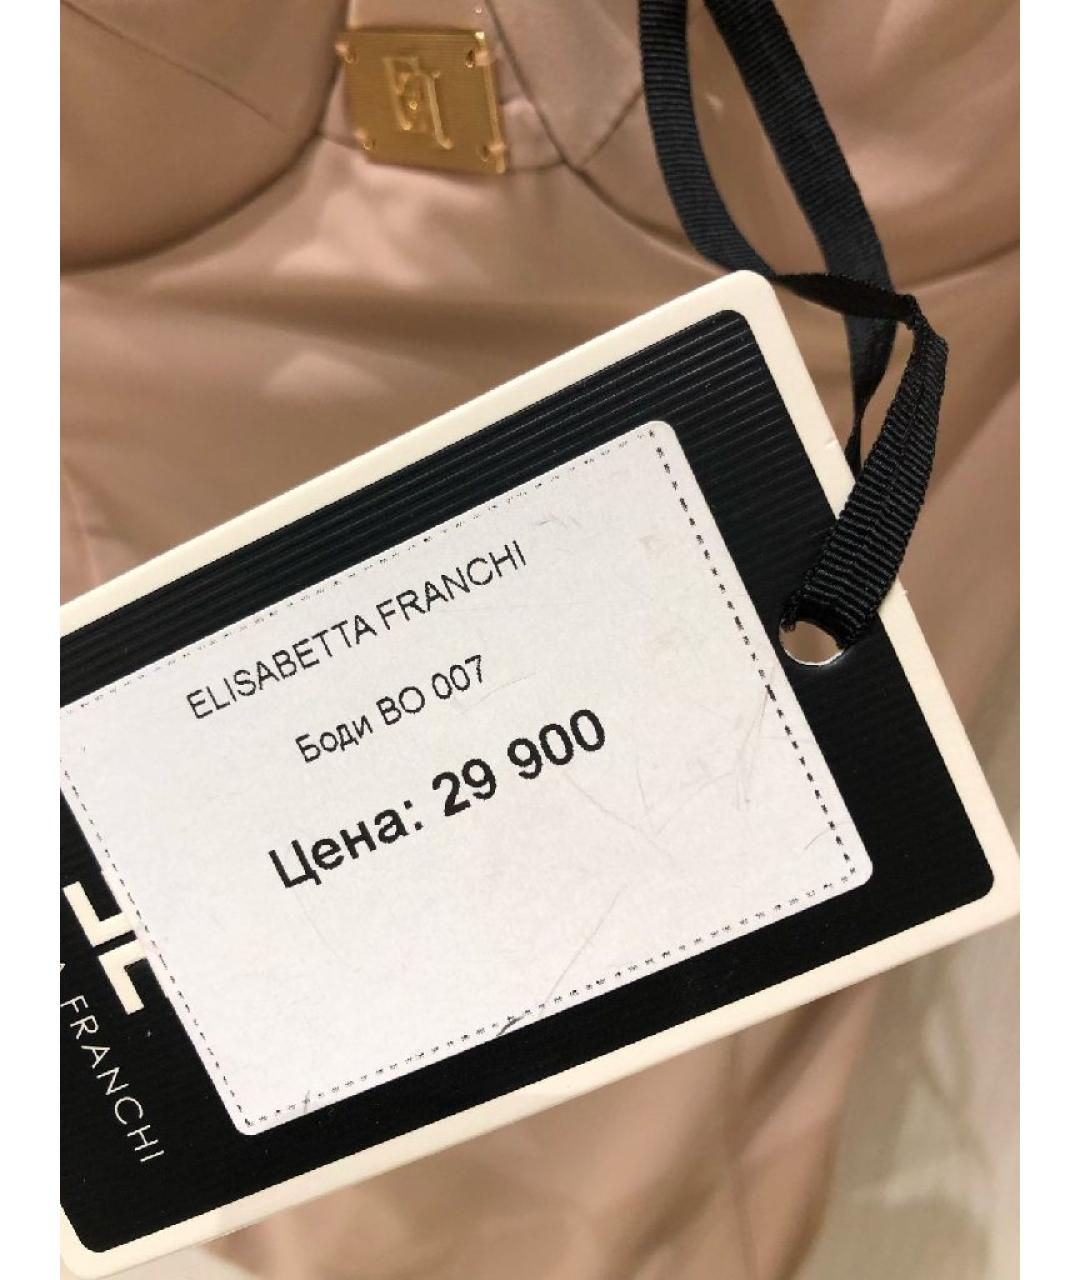 ELISABETTA FRANCHI
Боди BO 007
Цена: 29 900
FRANCHI